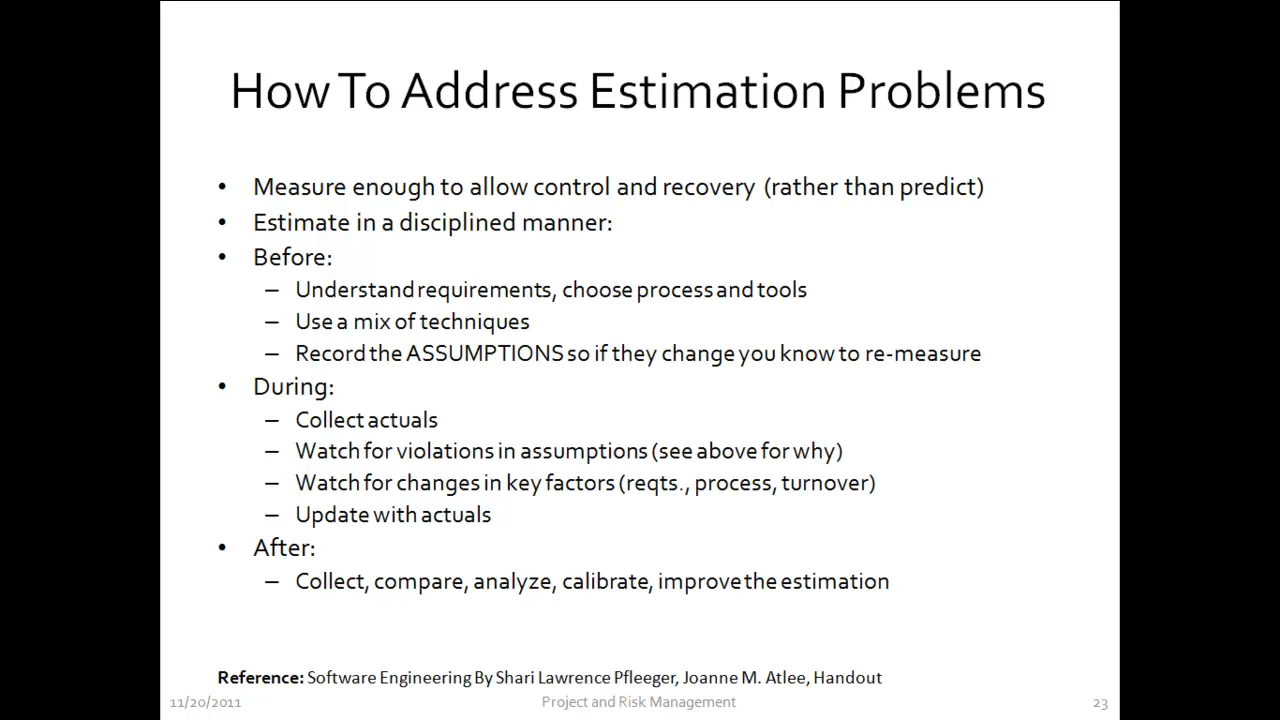 How To Address Estimation Problems
• Measure enough to allow control and recovery (rather than predict)
• Estimate in a disciplined manner:
• Before:
– Understand requirements, choose process and tools
– Use a mix of techniques
– Record the ASSUMPTIONS so if they change you know to re-measure
• During:
– Collect actuals
– Watch for violations in assumptions (see above for why)
– Watch for changes in key factors (reqts., process, turnover)
– Update with actuals
• After:
– Collect, compare, analyze, calibrate, improve the estimation
Reference: Software Engineering By Shari Lawrence Pfleeger, Joanne M. Atlee, Handout
11/20/2011 Project and Risk Management 23